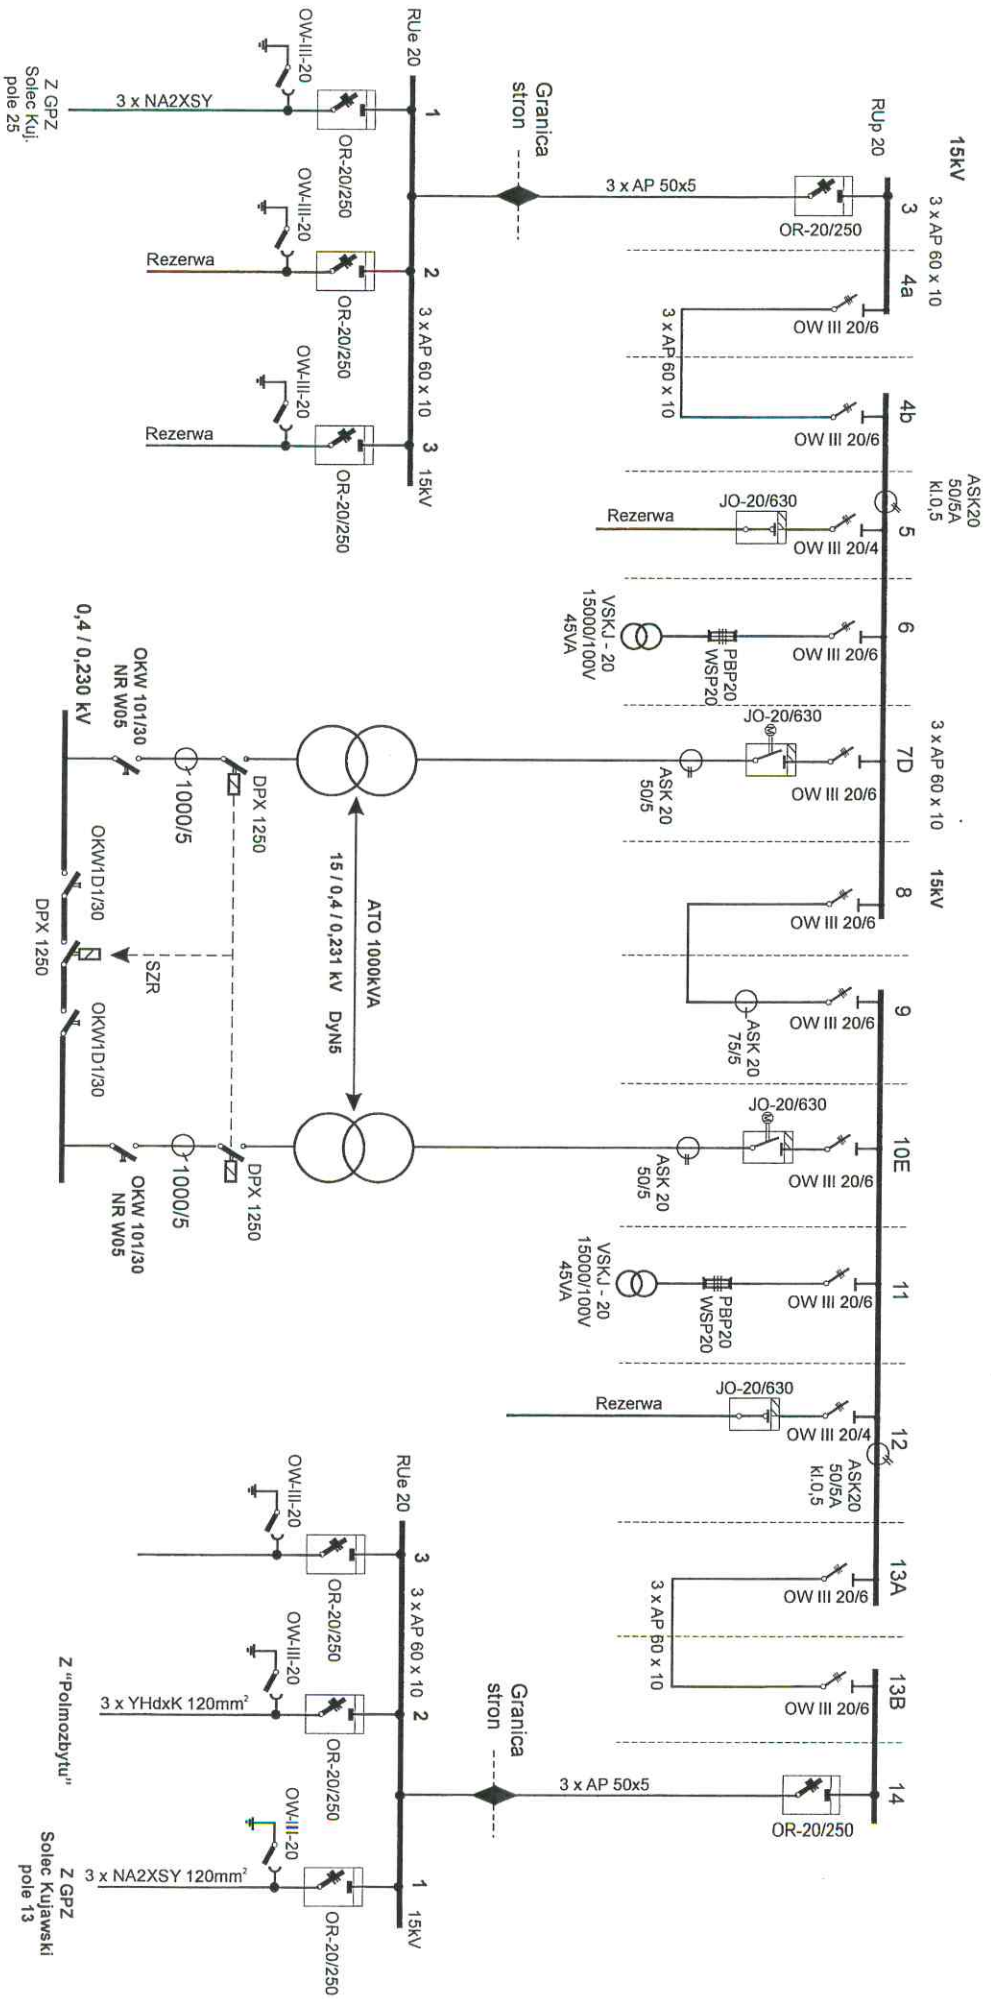 15kV
RUp 20
3
3 x AP 60 x 10
4a
4b
ASK20
50/5A
kl.0,5
5
6
7D
3 x AP 60 x 10
8
15kV
9
10E
11
12
ASK20
50/5A
kl.0,5
13A
13B
14
OR-20/250
OW III 20/6
OW III 20/6
OW III 20/4
OW III 20/6
OW III 20/6
OW III 20/6
OW III 20/6
OW III 20/6
OW III 20/6
OW III 20/4
OW III 20/6
OW III 20/6
OR-20/250
3 x AP 50x5
3 x AP 60 x 10
JO-20/630
Rezerwa
PBP20
WSP20
VSKJ - 20
15000/100V
45VA
JO-20/630
M
ASK 20
50/5
ASK 20
75/5
JO-20/630
M
ASK 20
50/5
PBP20
WSP20
VSKJ - 20
15000/100V
45VA
JO-20/630
Rezerwa
3 x AP 60 x 10
3 x AP 50x5
Granica
stron
Granica
stron
RUe 20
1
2
3 x AP 60 x 10
3
15kV
OR-20/250
OR-20/250
OR-20/250
OW-III-20
OW-III-20
OW-III-20
3 x NA2XSY
Rezerwa
Rezerwa
Z GPZ
Solec Kuj.
pole 25
ATO 1000kVA
15 / 0,4 / 0,231 kV DyN5
DPX 1250
DPX 1250
1000/5
1000/5
OKW 101/30
NR W05
OKW 101/30
NR W05
0,4 / 0,230 kV
SZR
OKW1D1/30
DPX 1250
OKW1D1/30
RUe 20
3
3 x AP 60 x 10
2
1
15kV
OR-20/250
OR-20/250
OR-20/250
OW-III-20
OW-III-20
OW-III-20
3 x YHdxK 120mm²
3 x NA2XSY 120mm²
Z "Polmozbytu"
Z GPZ
Solec Kujawski
pole 13